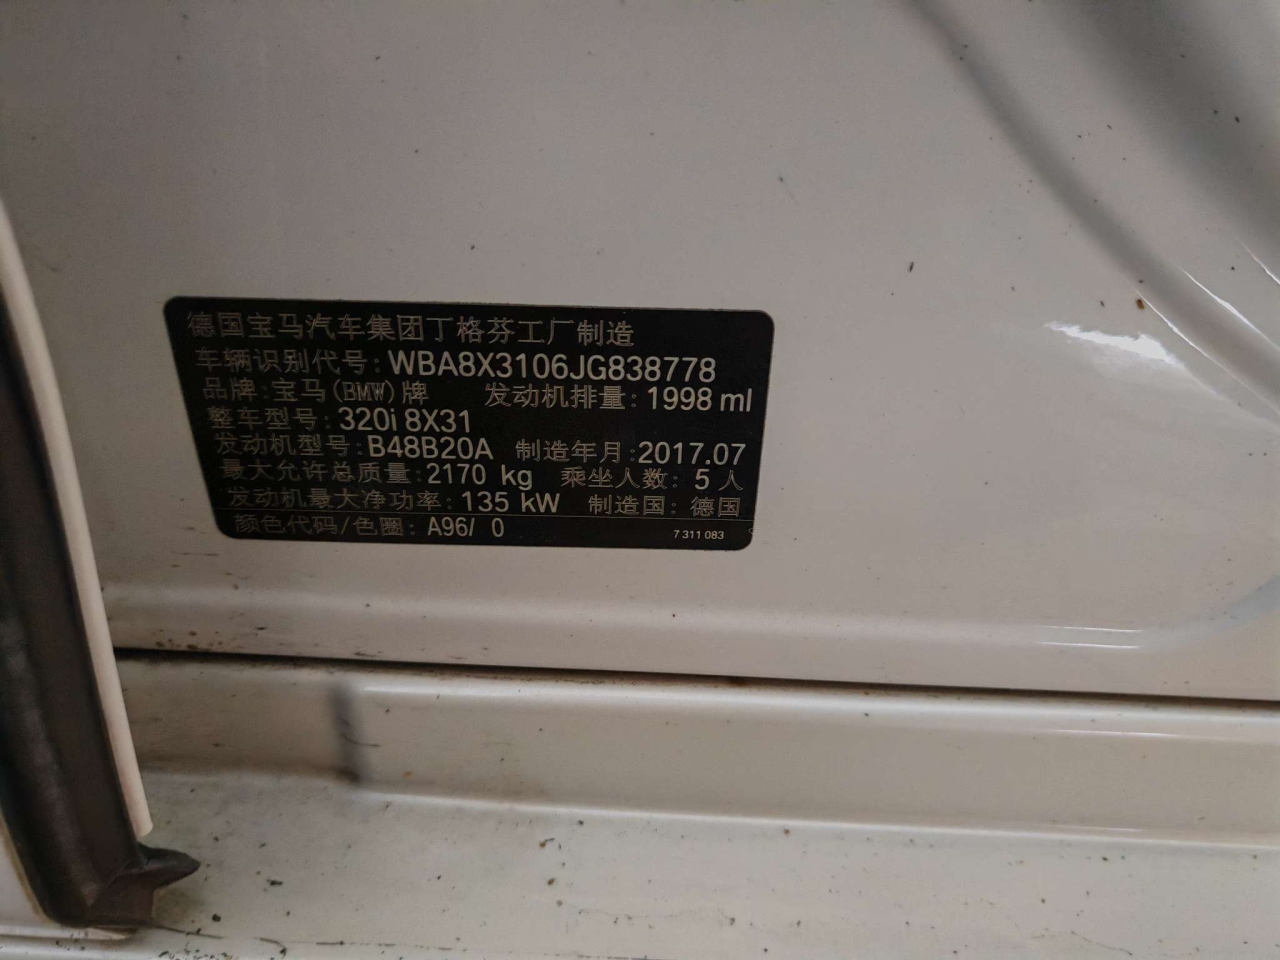 德国宝马汽车集团丁格芬工厂制造
车辆识别代号: WBA8X3106JG838778
品牌: 宝马(BMW)牌 发动机排量: 1998 ml
整车型号: 320i 8X31
发动机型号: B48B20A 制造年月: 2017.07
最大允许总质量: 2170 kg 乘坐人数: 5 人
发动机最大净功率: 135 kW 制造国: 德国
颜色代码/色圈: A96/ 0 7 311 083